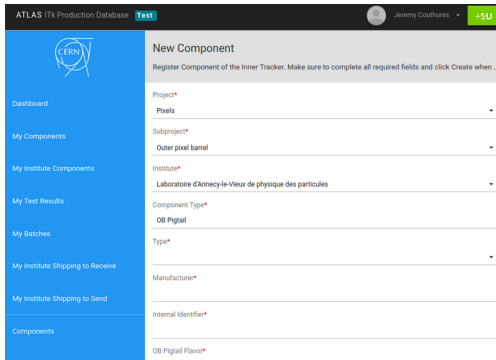 ATLAS ITk Production Database Test
Jeremy Couthures
+5U
CERN
New Component
Register Component of the Inner Tracker. Make sure to complete all required fields and click Create when ..
Dashboard
My Components
My Institute Components
My Test Results
My Batches
My Institute Shipping to Receive
My Institute Shipping to Send
Components
Project*
Pixels
Subproject*
Outer pixel barrel
Institute*
Laboratoire d'Annecy-le-Vieux de physique des particules
Component Type*
OB Pigtail
Type*
Manufacturer*
Internal Identifier*
OB Pigtail Flavor*